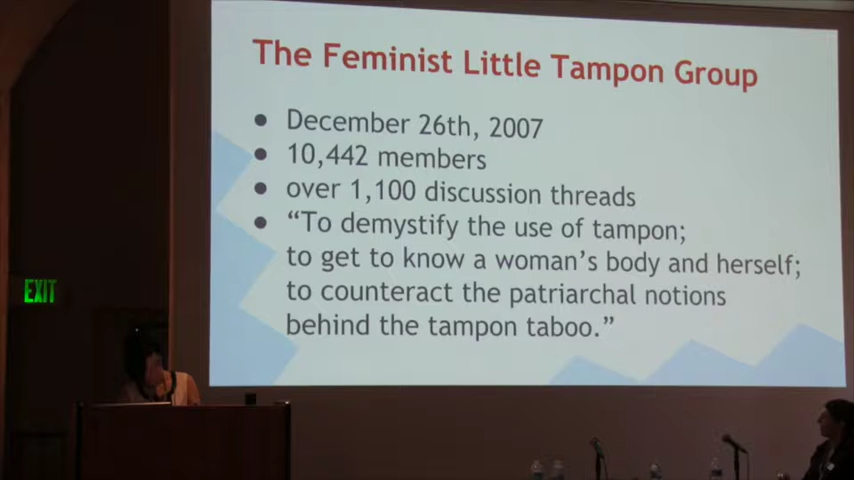 The Feminist Little Tampon Group
● December 26th, 2007
● 10,442 members
● over 1,100 discussion threads
● “To demystify the use of tampon;
to get to know a woman’s body and herself;
to counteract the patriarchal notions
behind the tampon taboo.”
EXIT